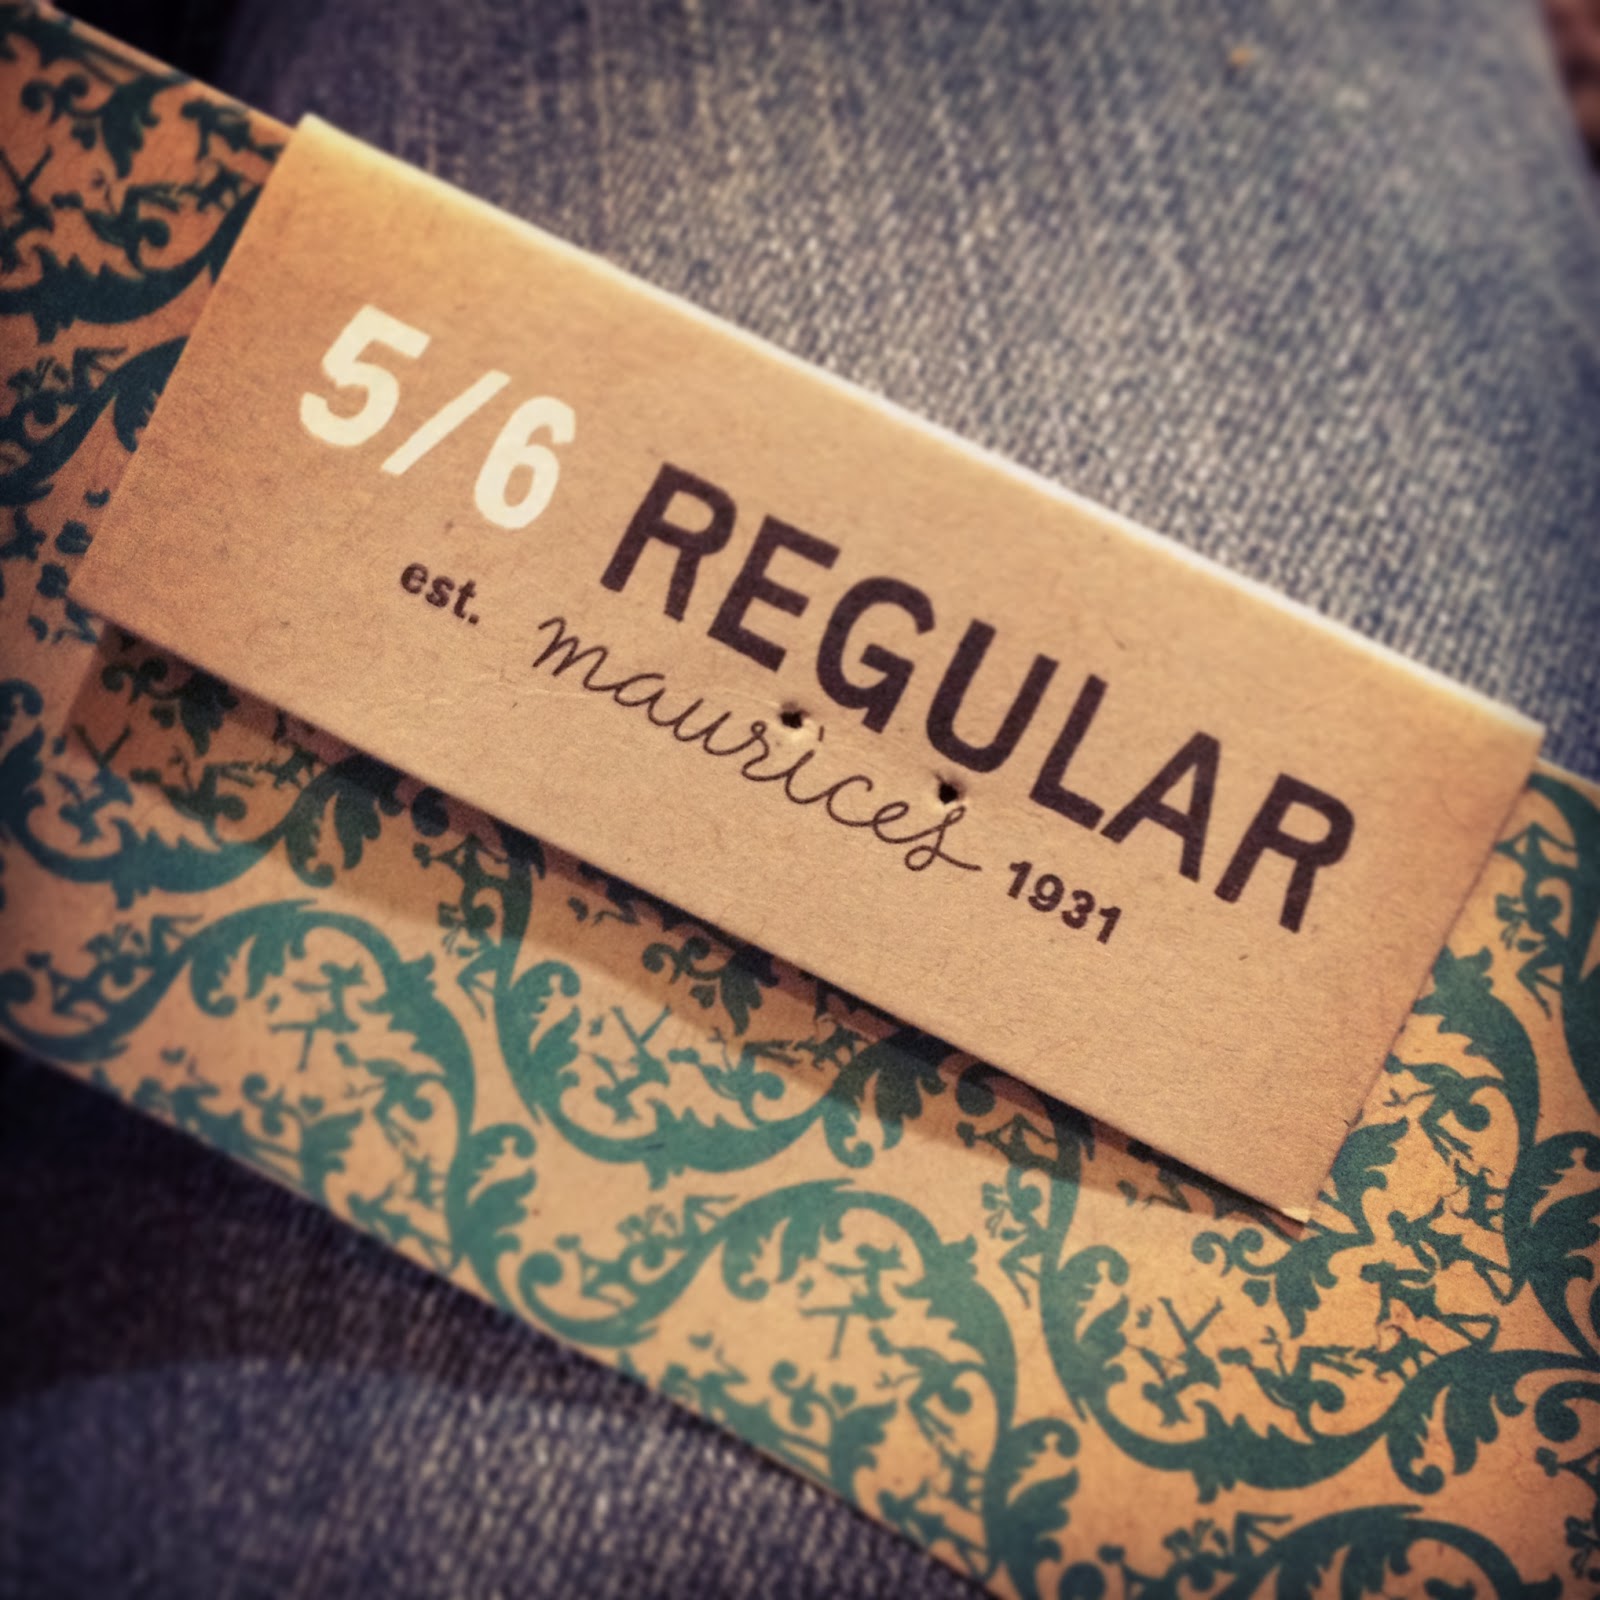 5/6 REGULAR
est. maurices 1931